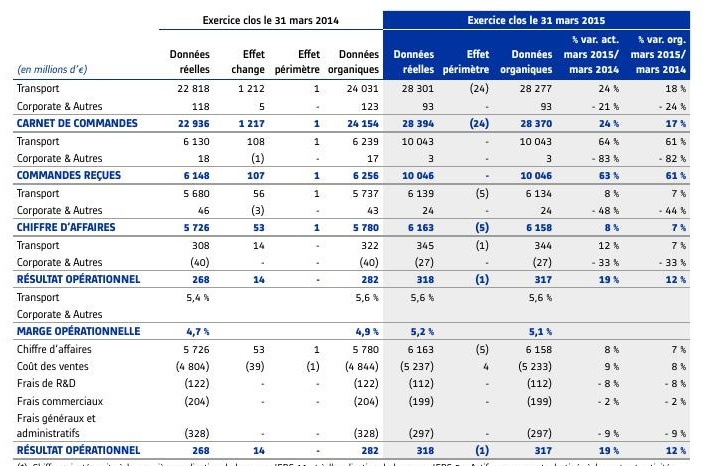 Exercice clos le 31 mars 2014 Exercice clos le 31 mars 2015
% var. act. % var. org.
Données Effet Effet Données Données Effet Données mars 2015/ mars 2015/
(en millions d'€) réelles change périmètre organiques réelles périmètre organiques mars 2014 mars 2014
Transport 22 818 1 212 1 24 031 28 301 (24) 28 277 24 % 18 %
Corporate & Autres 118 5 - 123 93 - 93 - 21 % - 24 %
CARNET DE COMMANDES 22 936 1 217 1 24 154 28 394 (24) 28 370 24 % 17 %
Transport 6 130 108 1 6 239 10 043 - 10 043 64 % 61 %
Corporate & Autres 18 (1) - 17 3 - 3 - 83 % - 82 %
COMMANDES REÇUES 6 148 107 1 6 256 10 046 - 10 046 63 % 61 %
Transport 5 680 56 1 5 737 6 139 (5) 6 134 8 % 7 %
Corporate & Autres 46 (3) - 43 24 - 24 - 48 % - 44 %
CHIFFRE D'AFFAIRES 5 726 53 1 5 780 6 163 (5) 6 158 8 % 7 %
Transport 308 14 - 322 345 (1) 344 12 % 7 %
Corporate & Autres (40) - - (40) (27) - (27) - 33 % - 33 %
RÉSULTAT OPÉRATIONNEL 268 14 - 282 318 (1) 317 19 % 12 %
Transport 5,4 % 5,6 % 5,6 % 5,6 %
Corporate & Autres
MARGE OPÉRATIONNELLE 4,7 % 4,9 % 5,2 % 5,1 %
Chiffre d'affaires 5 726 53 1 5 780 6 163 (5) 6 158 8 % 7 %
Coût des ventes (4 804) (39) (1) (4 844) (5 237) 4 (5 233) 9 % 8 %
Frais de R&D (122) - - (122) (112) - (112) - 8 % - 8 %
Frais commerciaux (204) - - (204) (199) - (199) - 2 % - 2 %
Frais généraux et
administratifs (328) - - (328) (297) - (297) - 9 % - 9 %
RÉSULTAT OPÉRATIONNEL 268 14 - 282 318 (1) 317 19 % 12 %